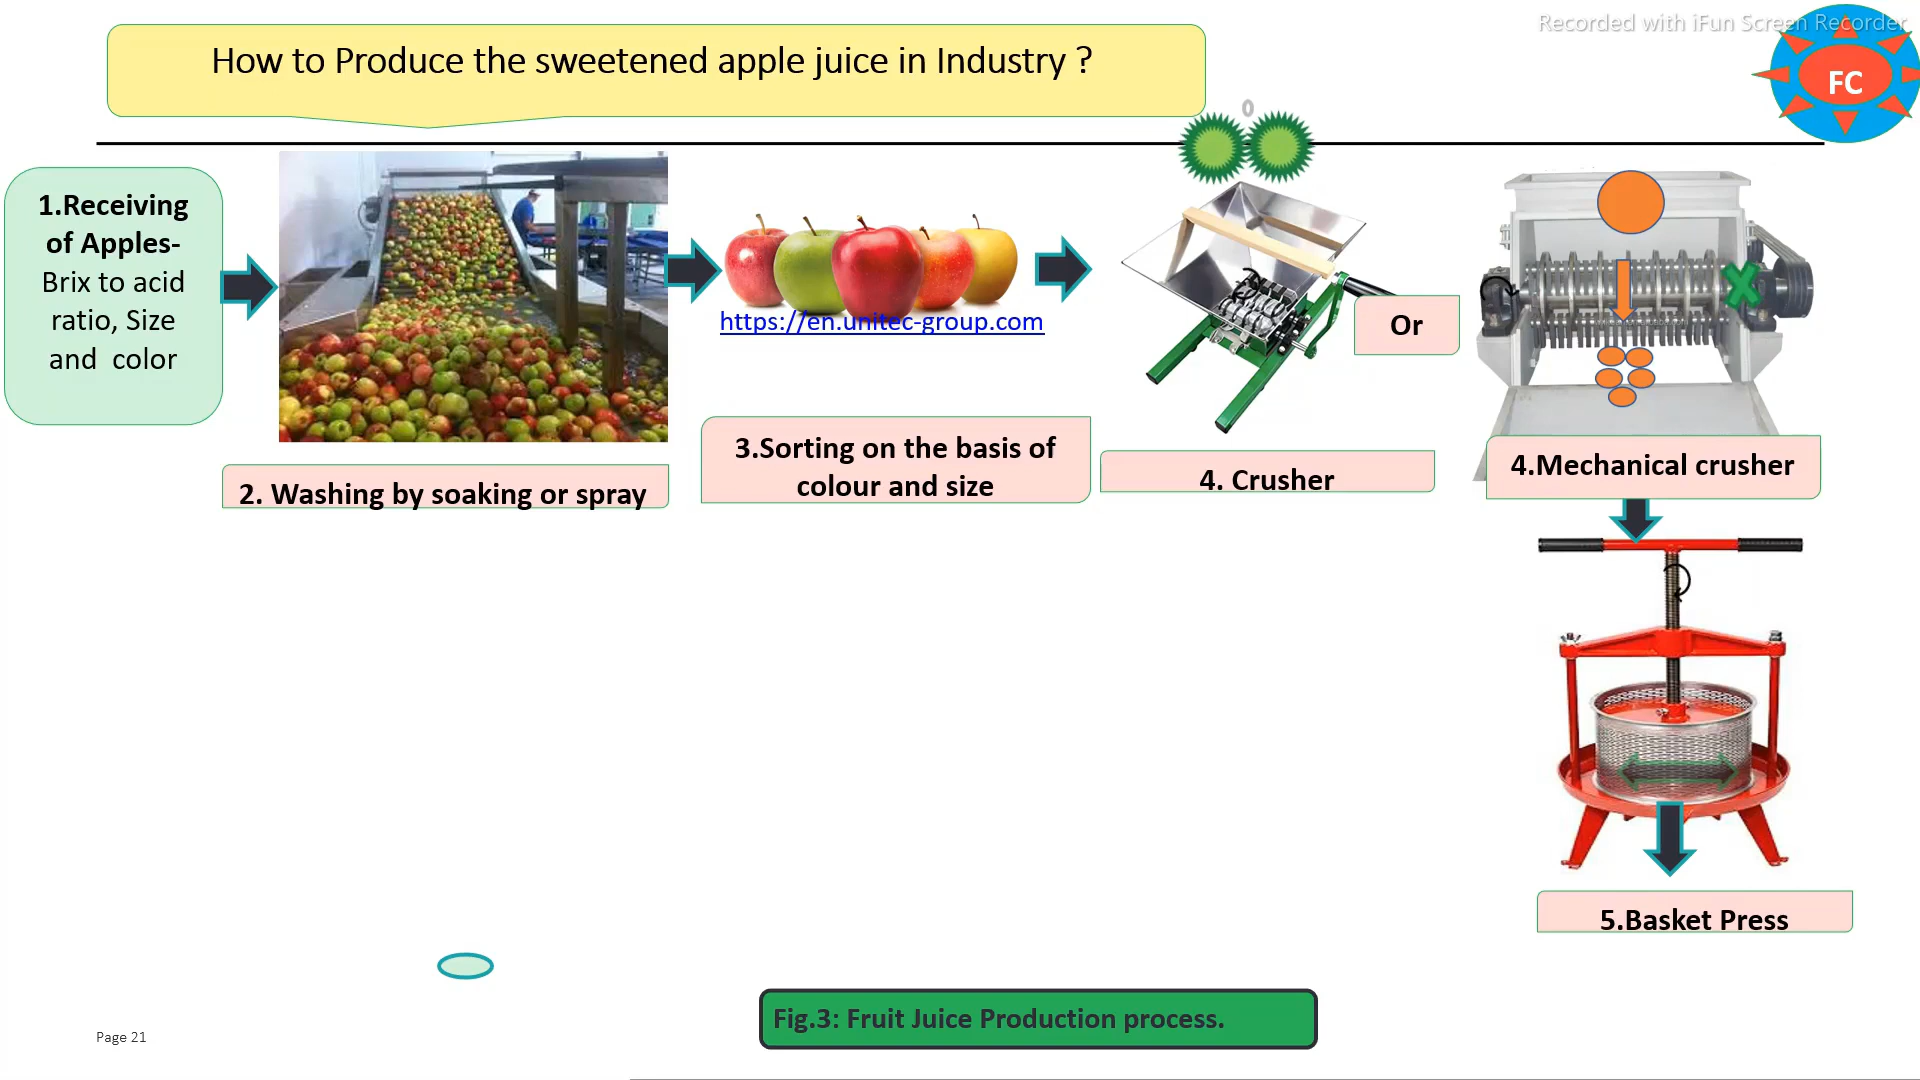 Recorded with iFun Screen Recorder
How to Produce the sweetened apple juice in Industry ?
FC
1.Receiving
of Apples-
Brix to acid
ratio, Size
and color
https://en.unitec-group.com
Or
2. Washing by soaking or spray
3.Sorting on the basis of
colour and size
4. Crusher
4.Mechanical crusher
5.Basket Press
Fig.3: Fruit Juice Production process.
Page 21